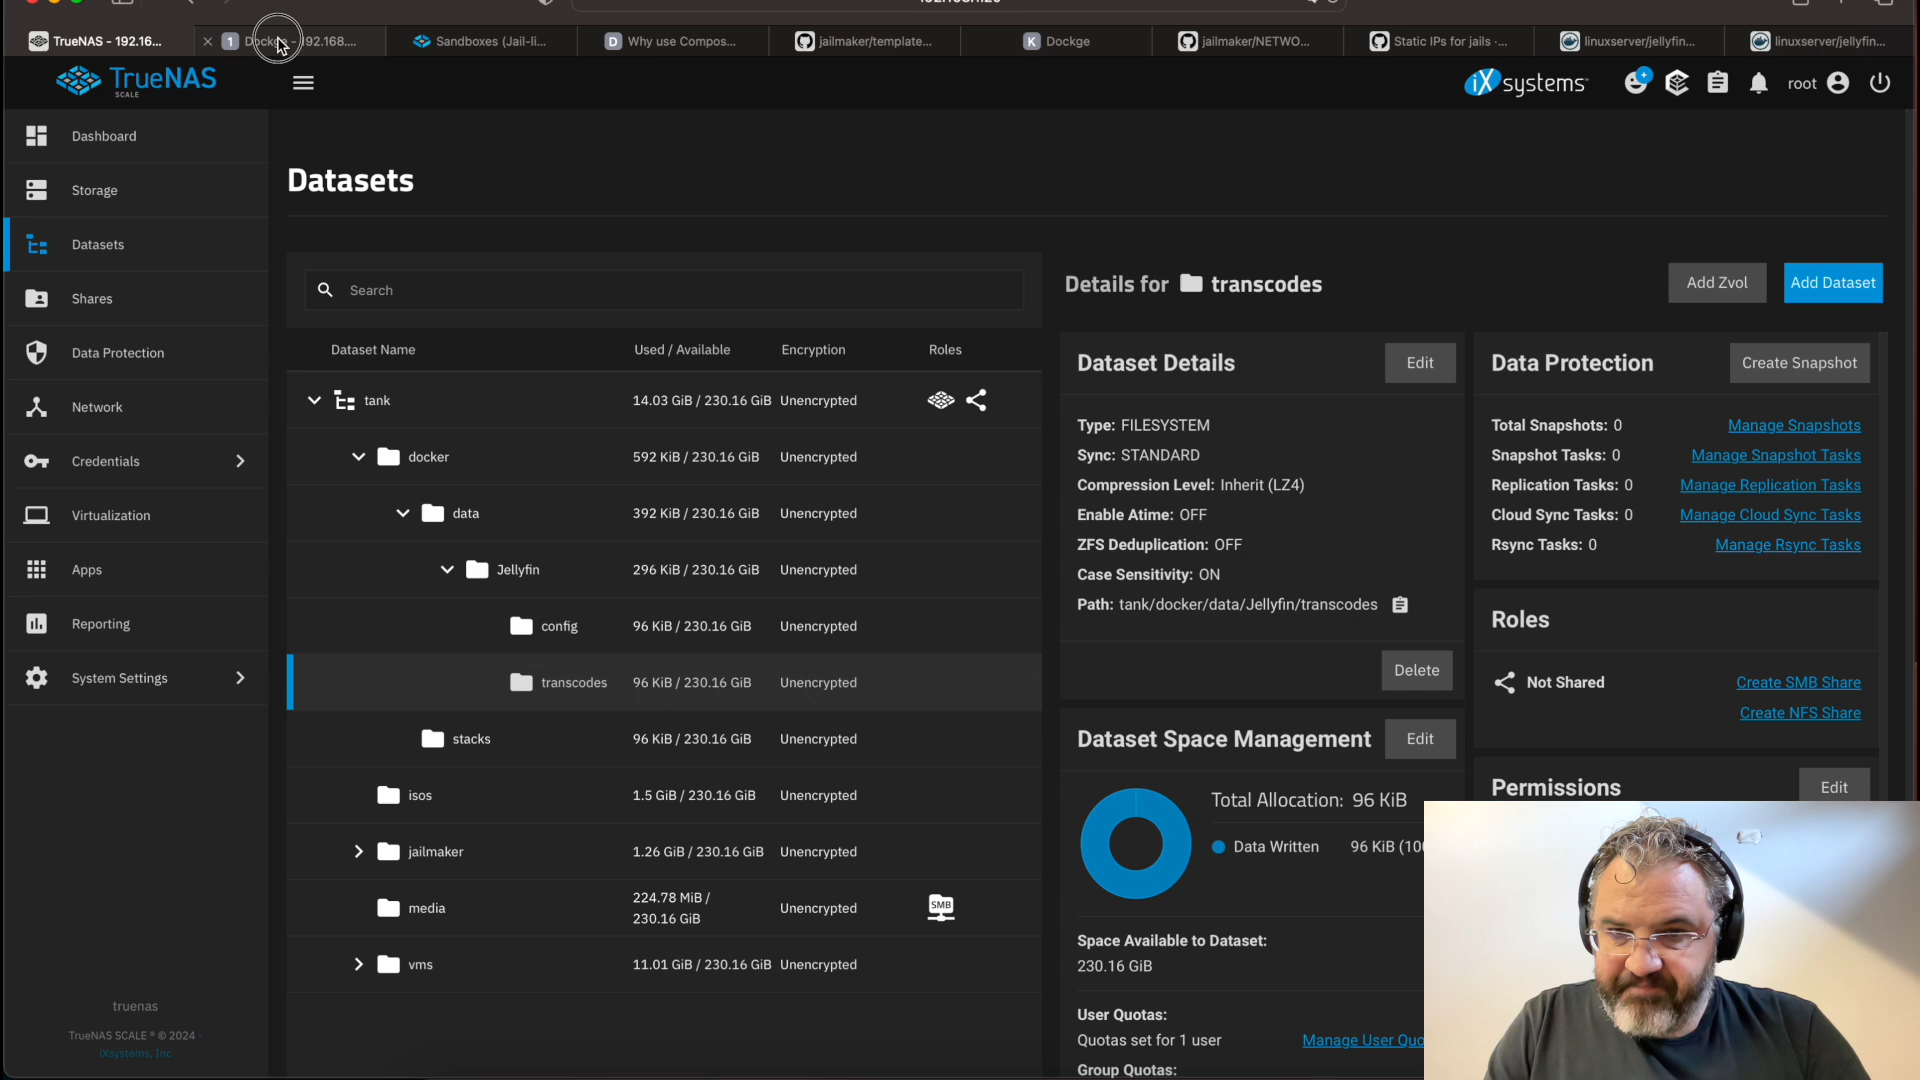 TrueNAS - 192.16...
1
192.168....
Sandboxes (Jail-li...
D
Why use Compos...
jailmaker/template...
K
Dockge
jailmaker/NETWO...
Static IPs for jails ·...
linuxserver/jellyfin...
linuxserver/jellyfin...
TrueNAS
SCALE
iXsystems
root
Dashboard
Storage
Datasets
Shares
Data Protection
Network
Credentials
Virtualization
Apps
Reporting
System Settings
truenas
TrueNAS SCALE ® © 2024 -
iXsystems, Inc
Datasets
Search
Dataset Name
Used / Available
Encryption
Roles
tank
14.03 GiB / 230.16 GiB
Unencrypted
docker
592 KiB / 230.16 GiB
Unencrypted
data
392 KiB / 230.16 GiB
Unencrypted
Jellyfin
296 KiB / 230.16 GiB
Unencrypted
config
96 KiB / 230.16 GiB
Unencrypted
transcodes
96 KiB / 230.16 GiB
Unencrypted
stacks
96 KiB / 230.16 GiB
Unencrypted
isos
1.5 GiB / 230.16 GiB
Unencrypted
jailmaker
1.26 GiB / 230.16 GiB
Unencrypted
media
224.78 MiB /
230.16 GiB
Unencrypted
SMB
vms
11.01 GiB / 230.16 GiB
Unencrypted
Details for transcodes
Add Zvol
Add Dataset
Dataset Details
Edit
Type: FILESYSTEM
Sync: STANDARD
Compression Level: Inherit (LZ4)
Enable Atime: OFF
ZFS Deduplication: OFF
Case Sensitivity: ON
Path: tank/docker/data/Jellyfin/transcodes
Delete
Dataset Space Management
Edit
Total Allocation: 96 KiB
Data Written
96 KiB (10
Space Available to Dataset:
230.16 GiB
User Quotas:
Quotas set for 1 user
Manage User Quo
Group Quotas:
Data Protection
Create Snapshot
Total Snapshots: 0
Manage Snapshots
Snapshot Tasks: 0
Manage Snapshot Tasks
Replication Tasks: 0
Manage Replication Tasks
Cloud Sync Tasks: 0
Manage Cloud Sync Tasks
Rsync Tasks: 0
Manage Rsync Tasks
Roles
Not Shared
Create SMB Share
Create NFS Share
Permissions
Edit